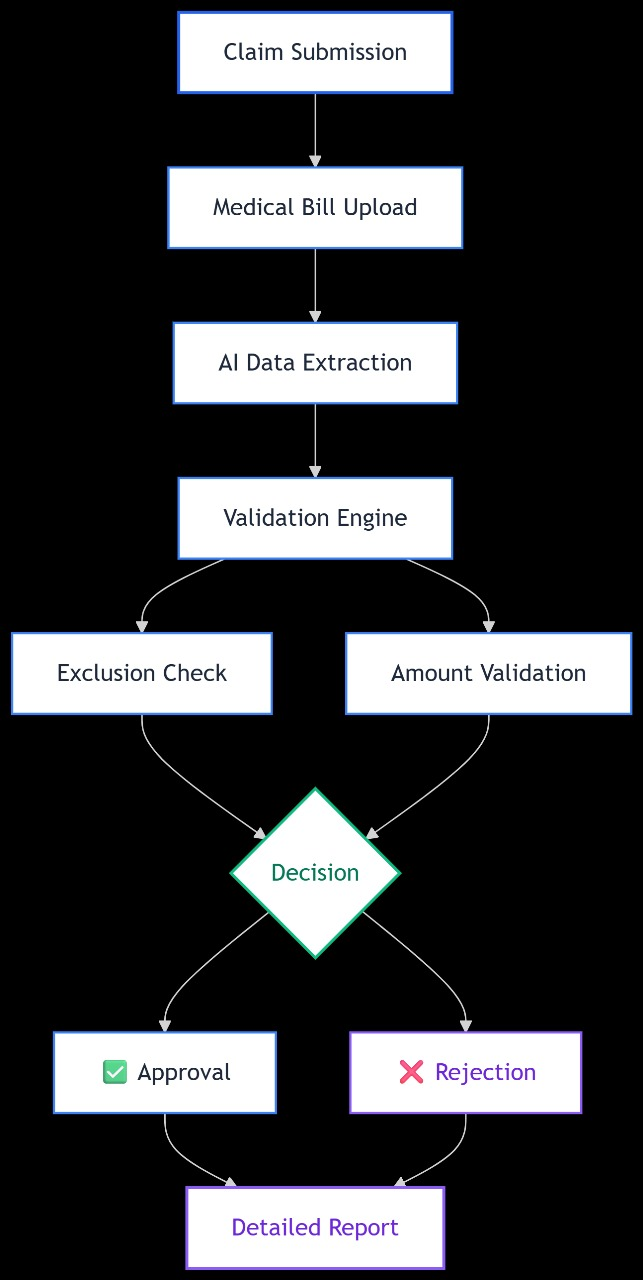 Claim Submission
Medical Bill Upload
AI Data Extraction
Validation Engine
Exclusion Check
Amount Validation
Decision
✅ Approval
❌ Rejection
Detailed Report